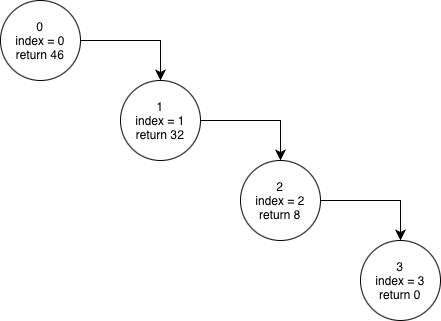 0
index = 0
return 46
1
index = 1
return 32
2
index = 2
return 8
3
index = 3
return 0